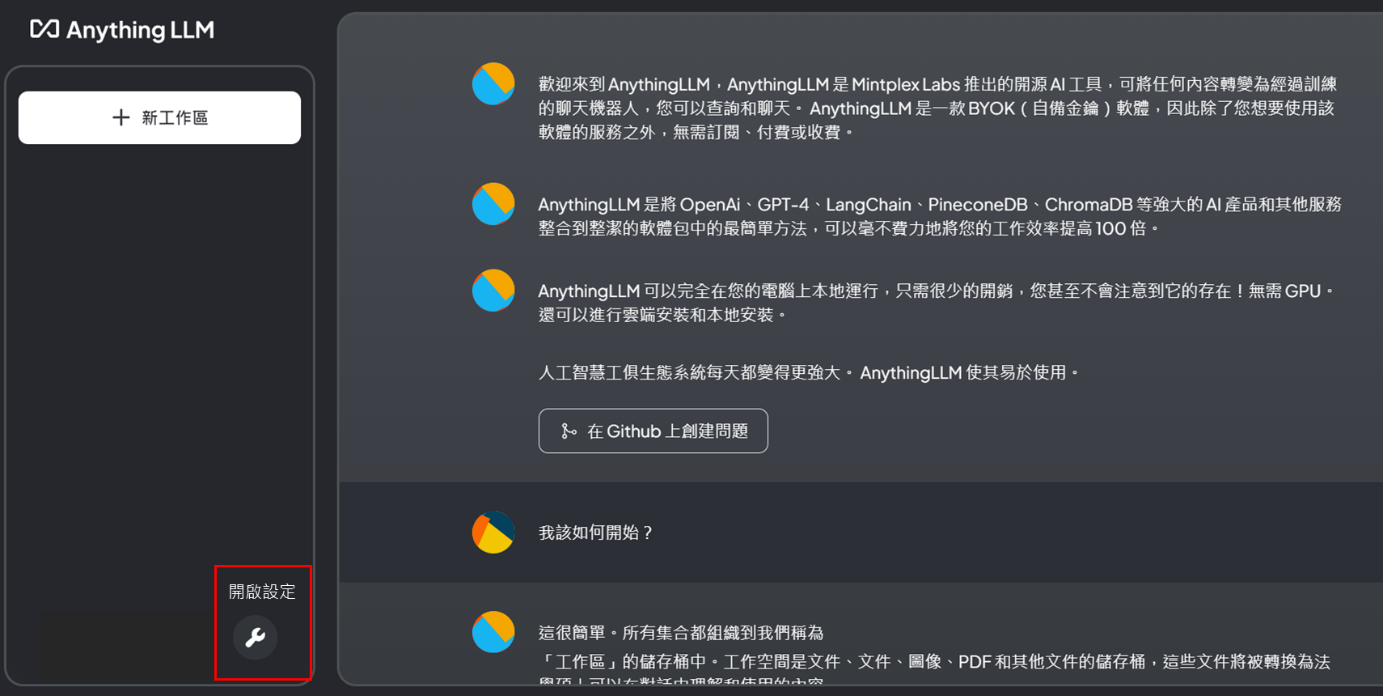 Anything LLM
新工作區
歡迎來到 AnythingLLM，AnythingLLM 是 Mintplex Labs 推出的開源 AI 工具，可將任何內容轉變為經過訓練
的聊天機器人，您可以查詢和聊天。AnythingLLM 是一款 BYOK（自備金鑰）軟體，因此除了您想要使用該
軟體的服務之外，無需訂閱、付費或收費。
AnythingLLM 是將 OpenAi、GPT-4、LangChain、PineconeDB、ChromaDB 等強大的 AI 產品和其他服務
整合到整潔的軟體包中的最簡單方法，可以毫不費力地將您的工作效率提高 100 倍。
AnythingLLM 可以完全在您的電腦上本地運行，只需很少的開銷，您甚至不會注意到它的存在！無需 GPU。
還可以進行雲端安裝和本地安裝。
人工智慧工俱生態系統每天都變得更強大。AnythingLLM 使其易於使用。
在 Github 上創建問題
我該如何開始？
開啟設定
這很簡單。所有集合都組織到我們稱為
「工作區」的儲存桶中。工作空間是文件、文件、圖像、PDF 和其他文件的儲存桶，這些文件將被轉換為法